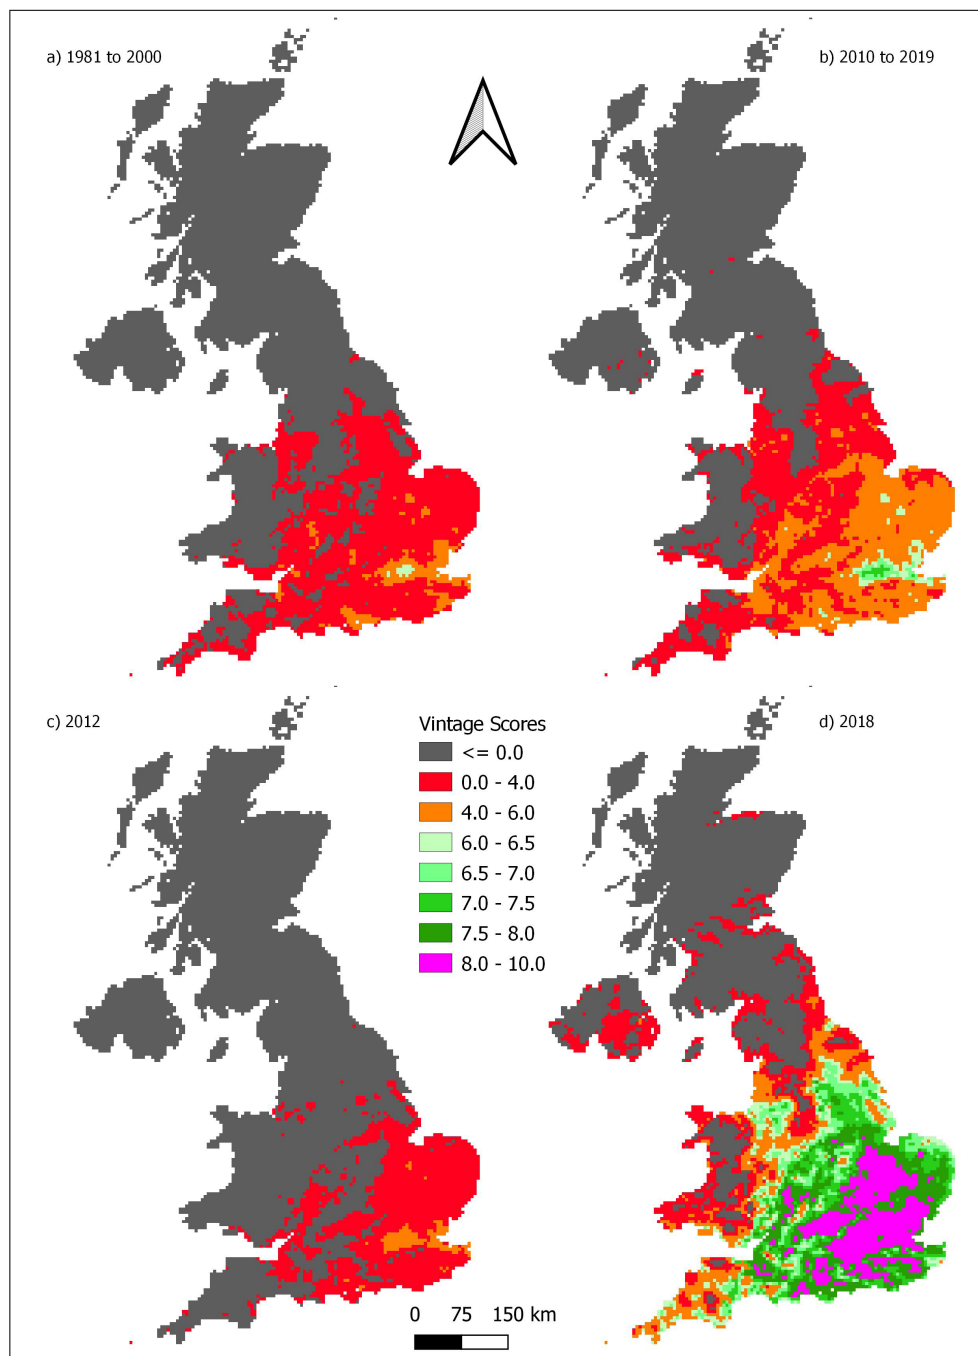 a) 1981 to 2000
b) 2010 to 2019
c) 2012
Vintage Scores
<= 0.0
0.0 - 4.0
4.0 - 6.0
6.0 - 6.5
6.5 - 7.0
7.0 - 7.5
7.5 - 8.0
8.0 - 10.0
d) 2018
0 75 150 km